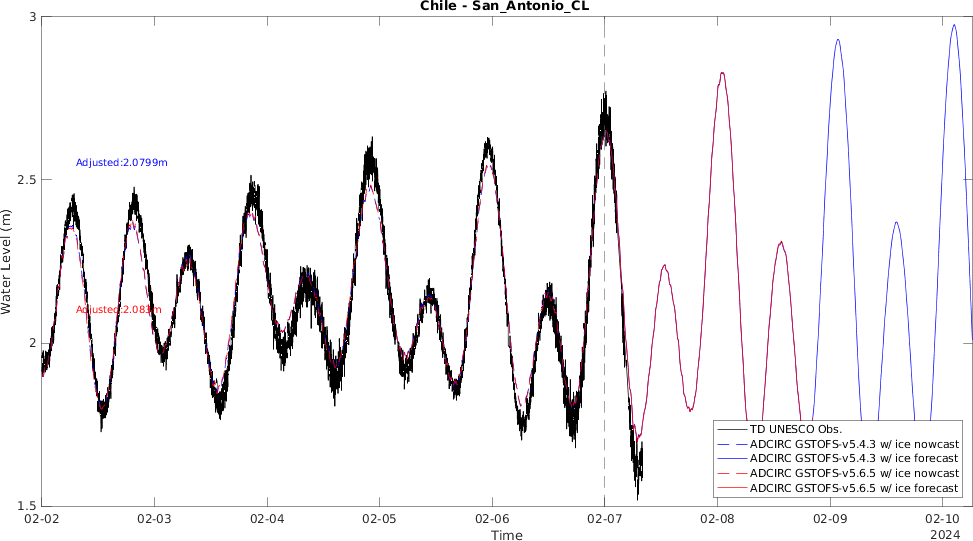 Chile - San_Antonio_CL
3
2.5
2
1.5
Water Level (m)
Adjusted:2.0799m
Adjusted:2.083m
TD UNESCO Obs.
ADCIRC GSTOFS-v5.4.3 w/ ice nowcast
ADCIRC GSTOFS-v5.4.3 w/ ice forecast
ADCIRC GSTOFS-v5.6.5 w/ ice nowcast
ADCIRC GSTOFS-v5.6.5 w/ ice forecast
02-02 02-03 02-04 02-05 02-06 02-07 02-08 02-09 02-10
Time
2024